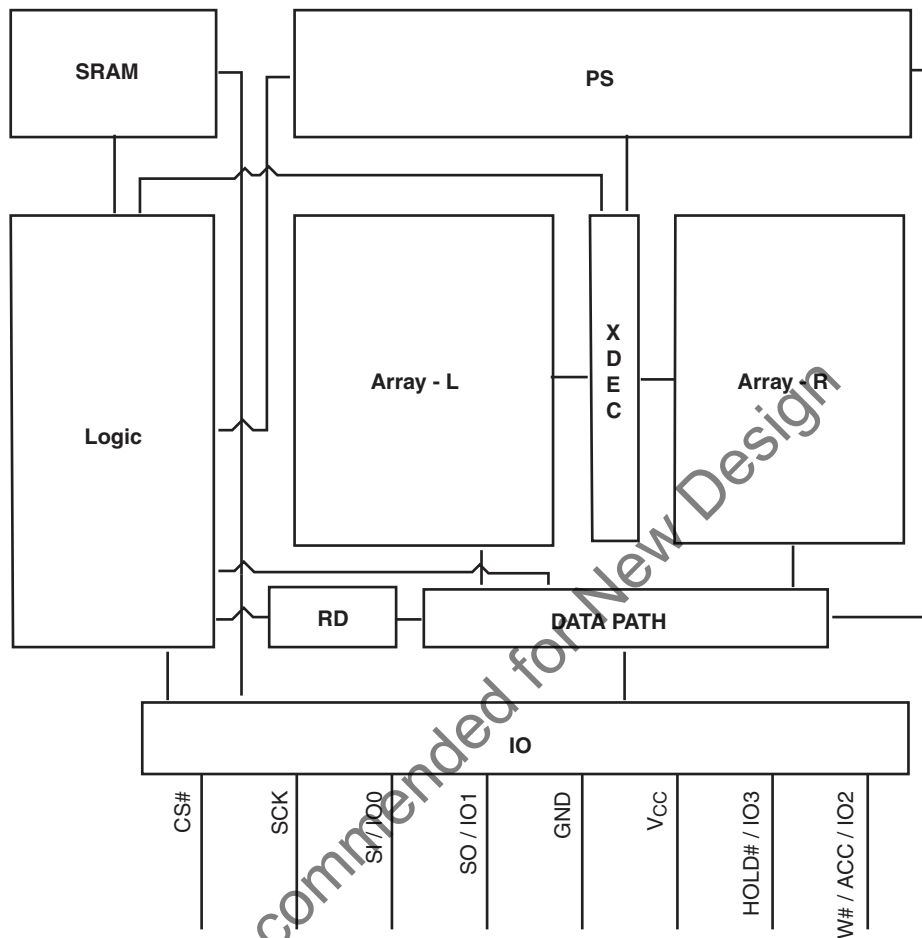 SRAM
PS
X
D
E
C
Array - L
Array - R
Logic
RD
DATA PATH
IO
CS#
SCK
SI / IO0
SO / IO1
GND
VCC
HOLD# / IO3
W# / ACC / IO2
commended for New Design